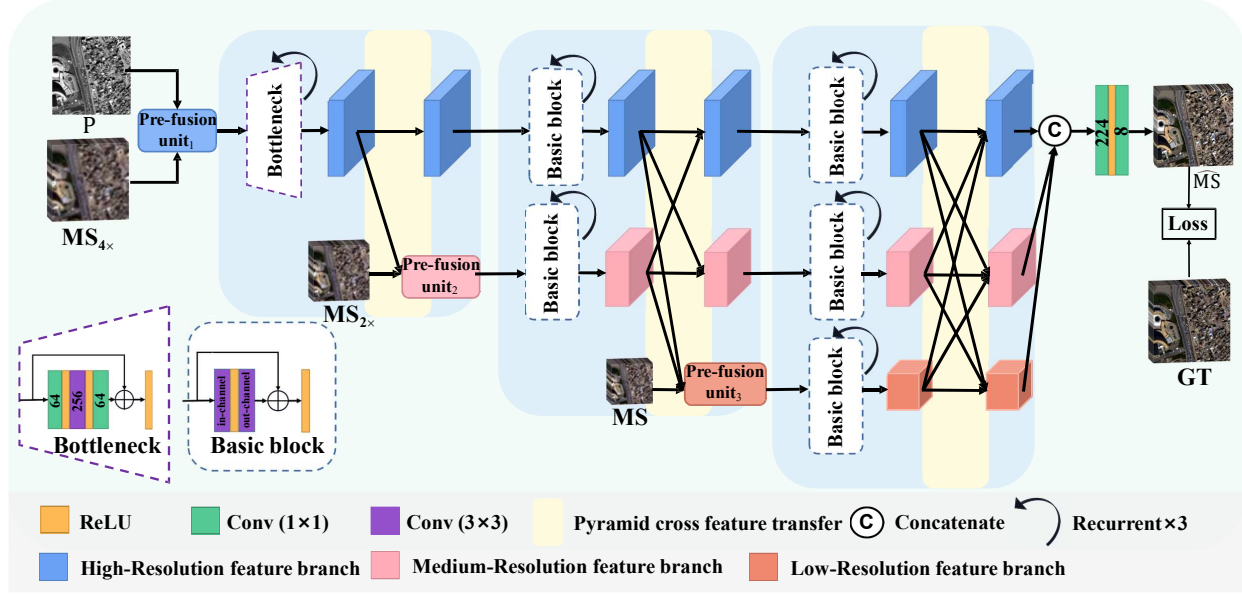 P
MS4×
Pre-fusion
unit1
Bottleneck
MS2×
Pre-fusion
unit2
Basic block
Basic block
MS
Pre-fusion
unit3
Basic block
Basic block
Basic block
C
224
8
M̂S
Loss
GT
64
256
64
Bottleneck
in-channel
out-channel
Basic block
ReLU
Conv (1×1)
Conv (3×3)
Pyramid cross feature transfer
C
Concatenate
Recurrent×3
High-Resolution feature branch
Medium-Resolution feature branch
Low-Resolution feature branch